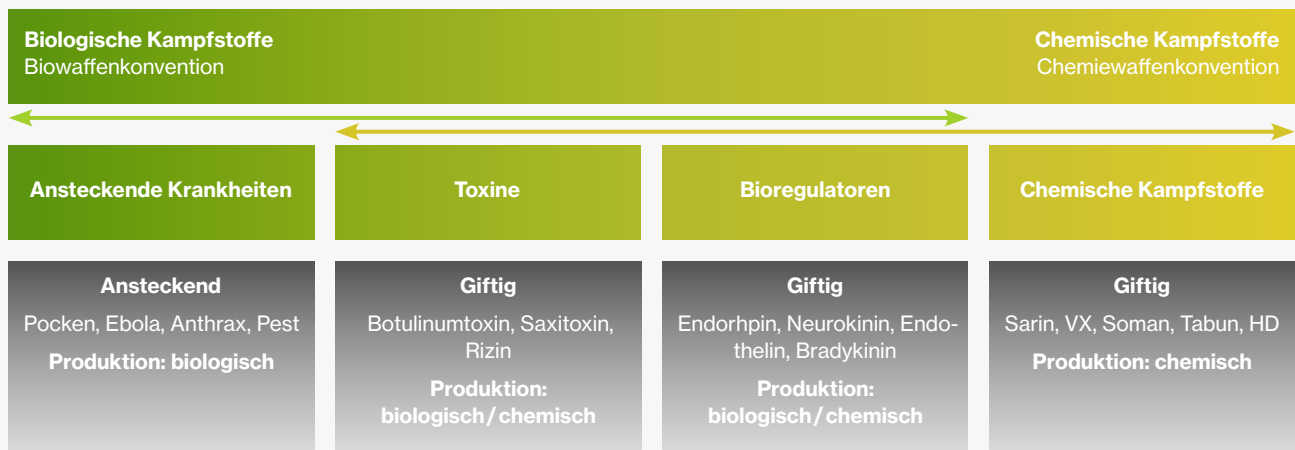 Biologische Kampfstoffe
Biowaffenkonvention
Chemische Kampfstoffe
Chemiewaffenkonvention
Ansteckende Krankheiten
Toxine
Bioregulatoren
Chemische Kampfstoffe
Ansteckend
Pocken, Ebola, Anthrax, Pest
Produktion: biologisch
Giftig
Botulinumtoxin, Saxitoxin,
Rizin
Produktion:
biologisch / chemisch
Giftig
Endorhpin, Neurokinin, Endo-
thelin, Bradykinin
Produktion:
biologisch / chemisch
Giftig
Sarin, VX, Soman, Tabun, HD
Produktion: chemisch